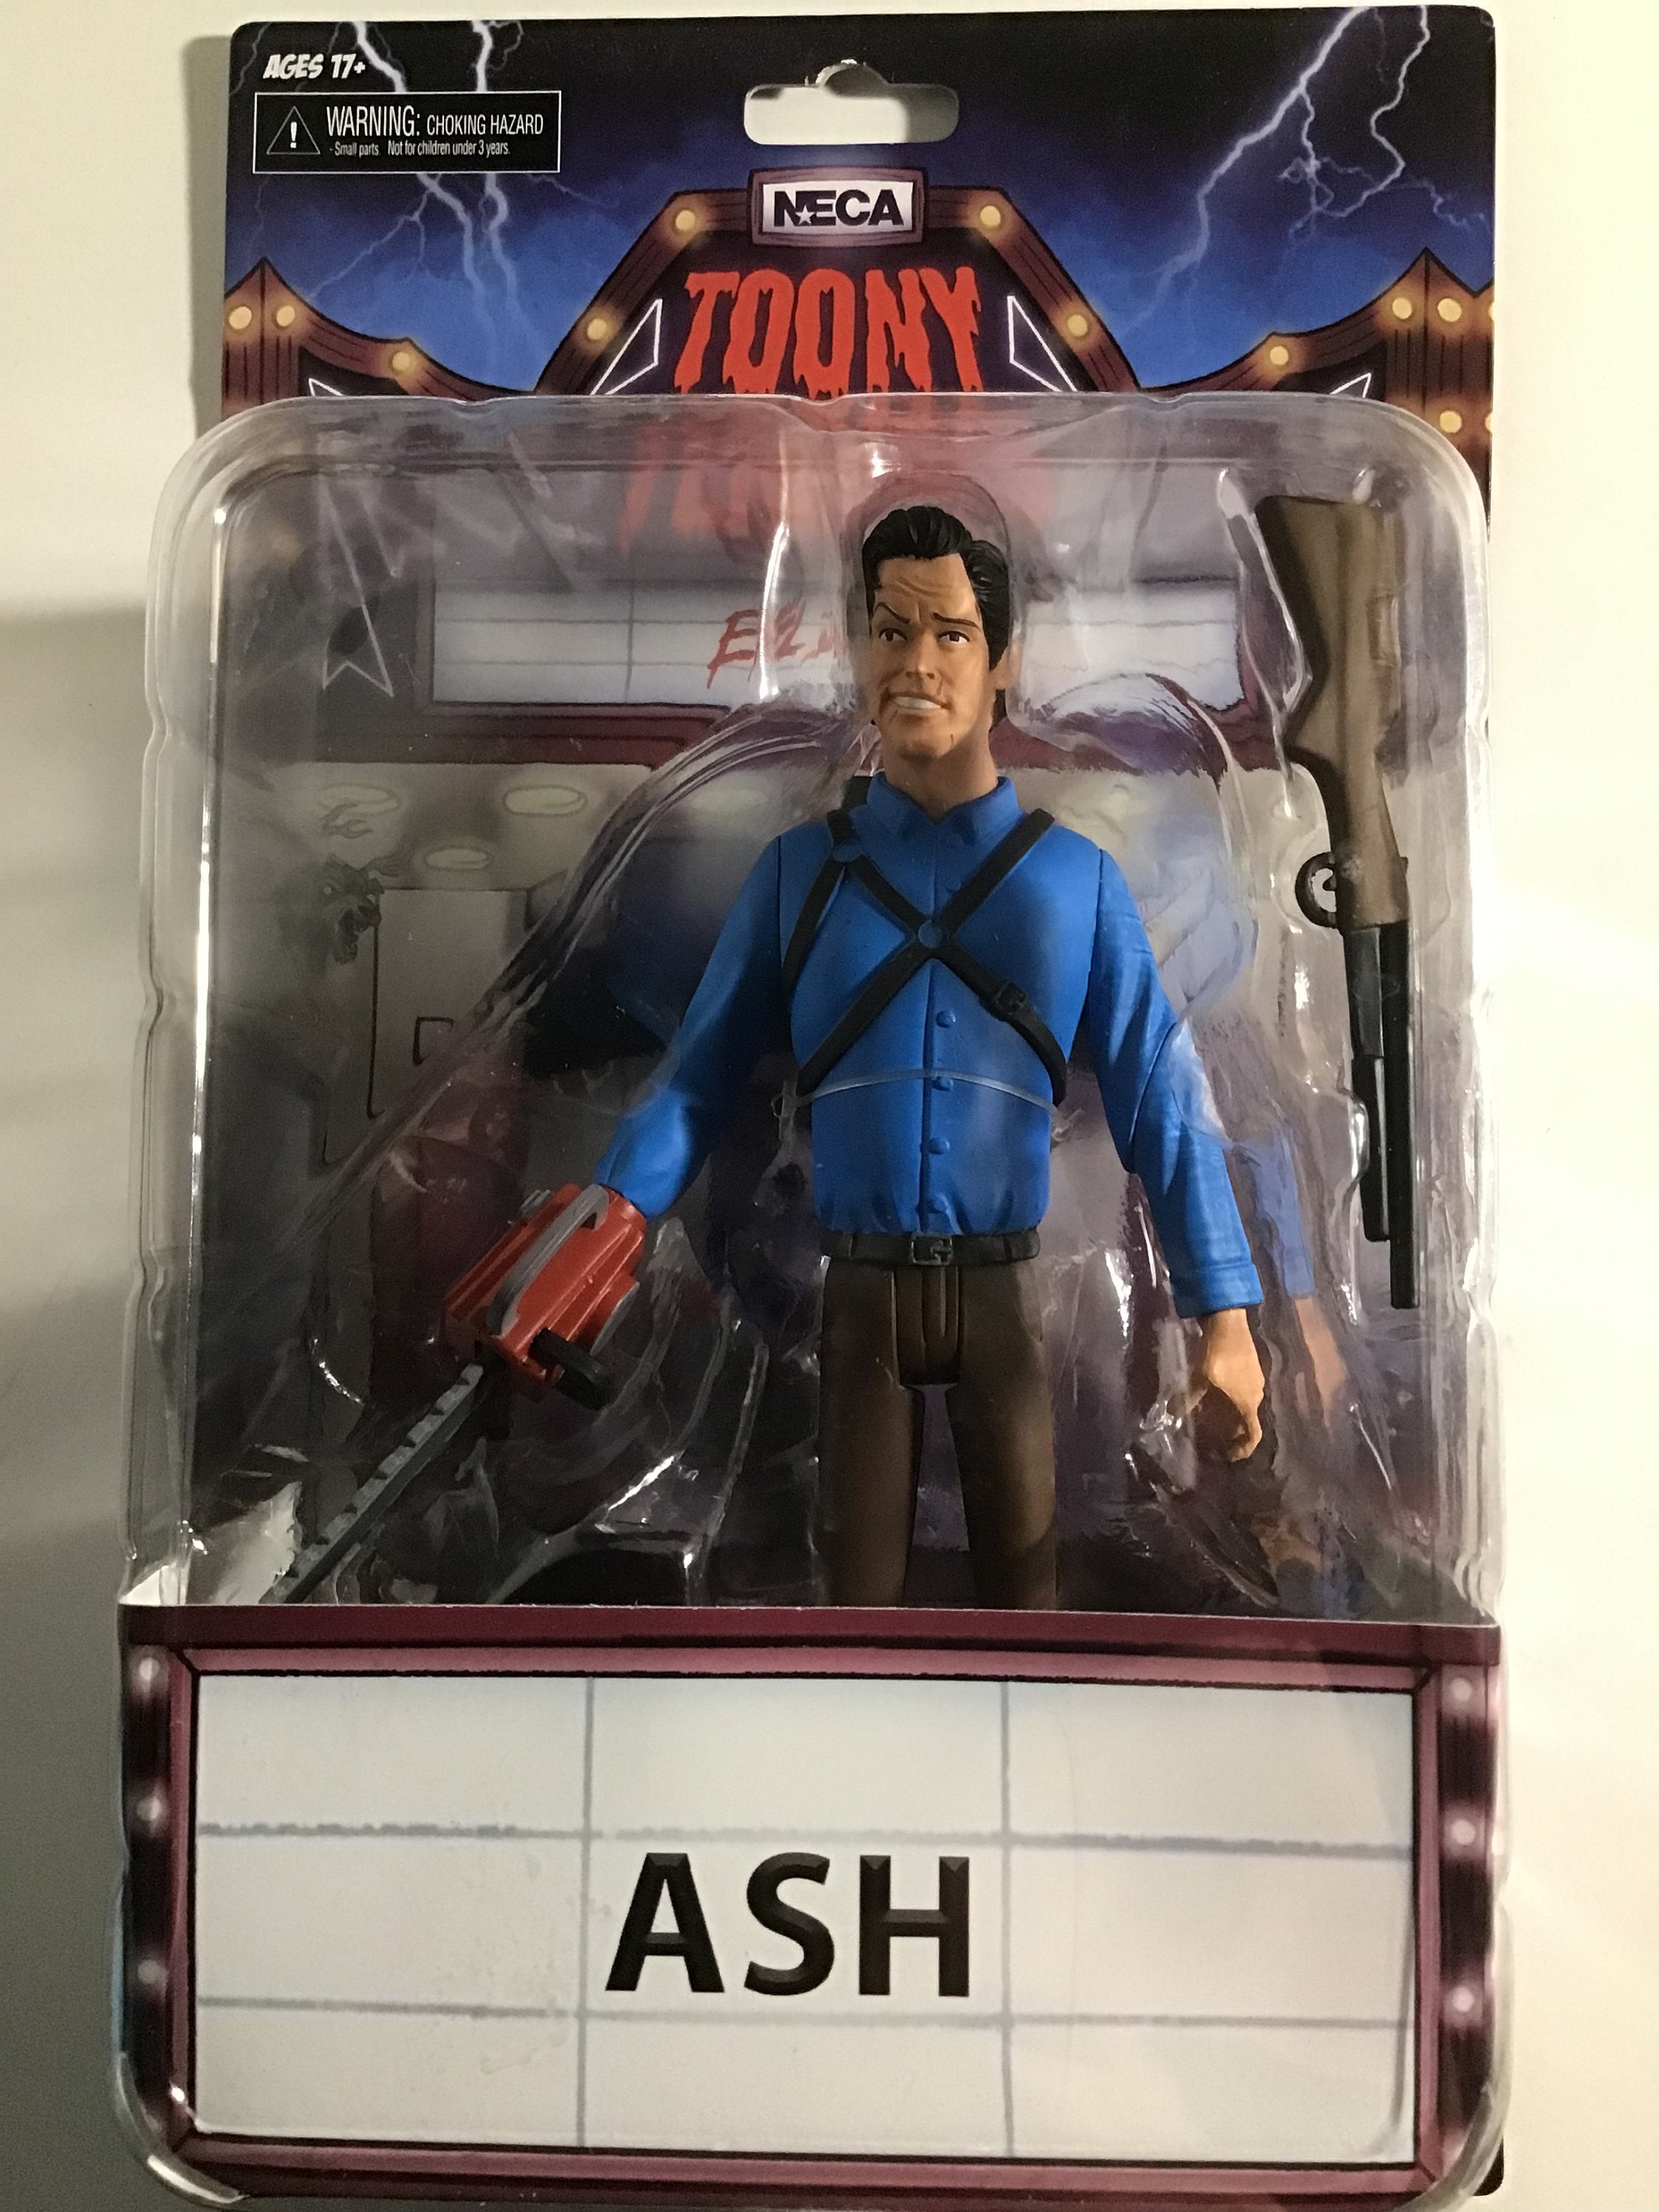 AGES 17+
WARNING: CHOKING HAZARD
- Small parts. Not for children under 3 years.
NECA
TOONY
ASH